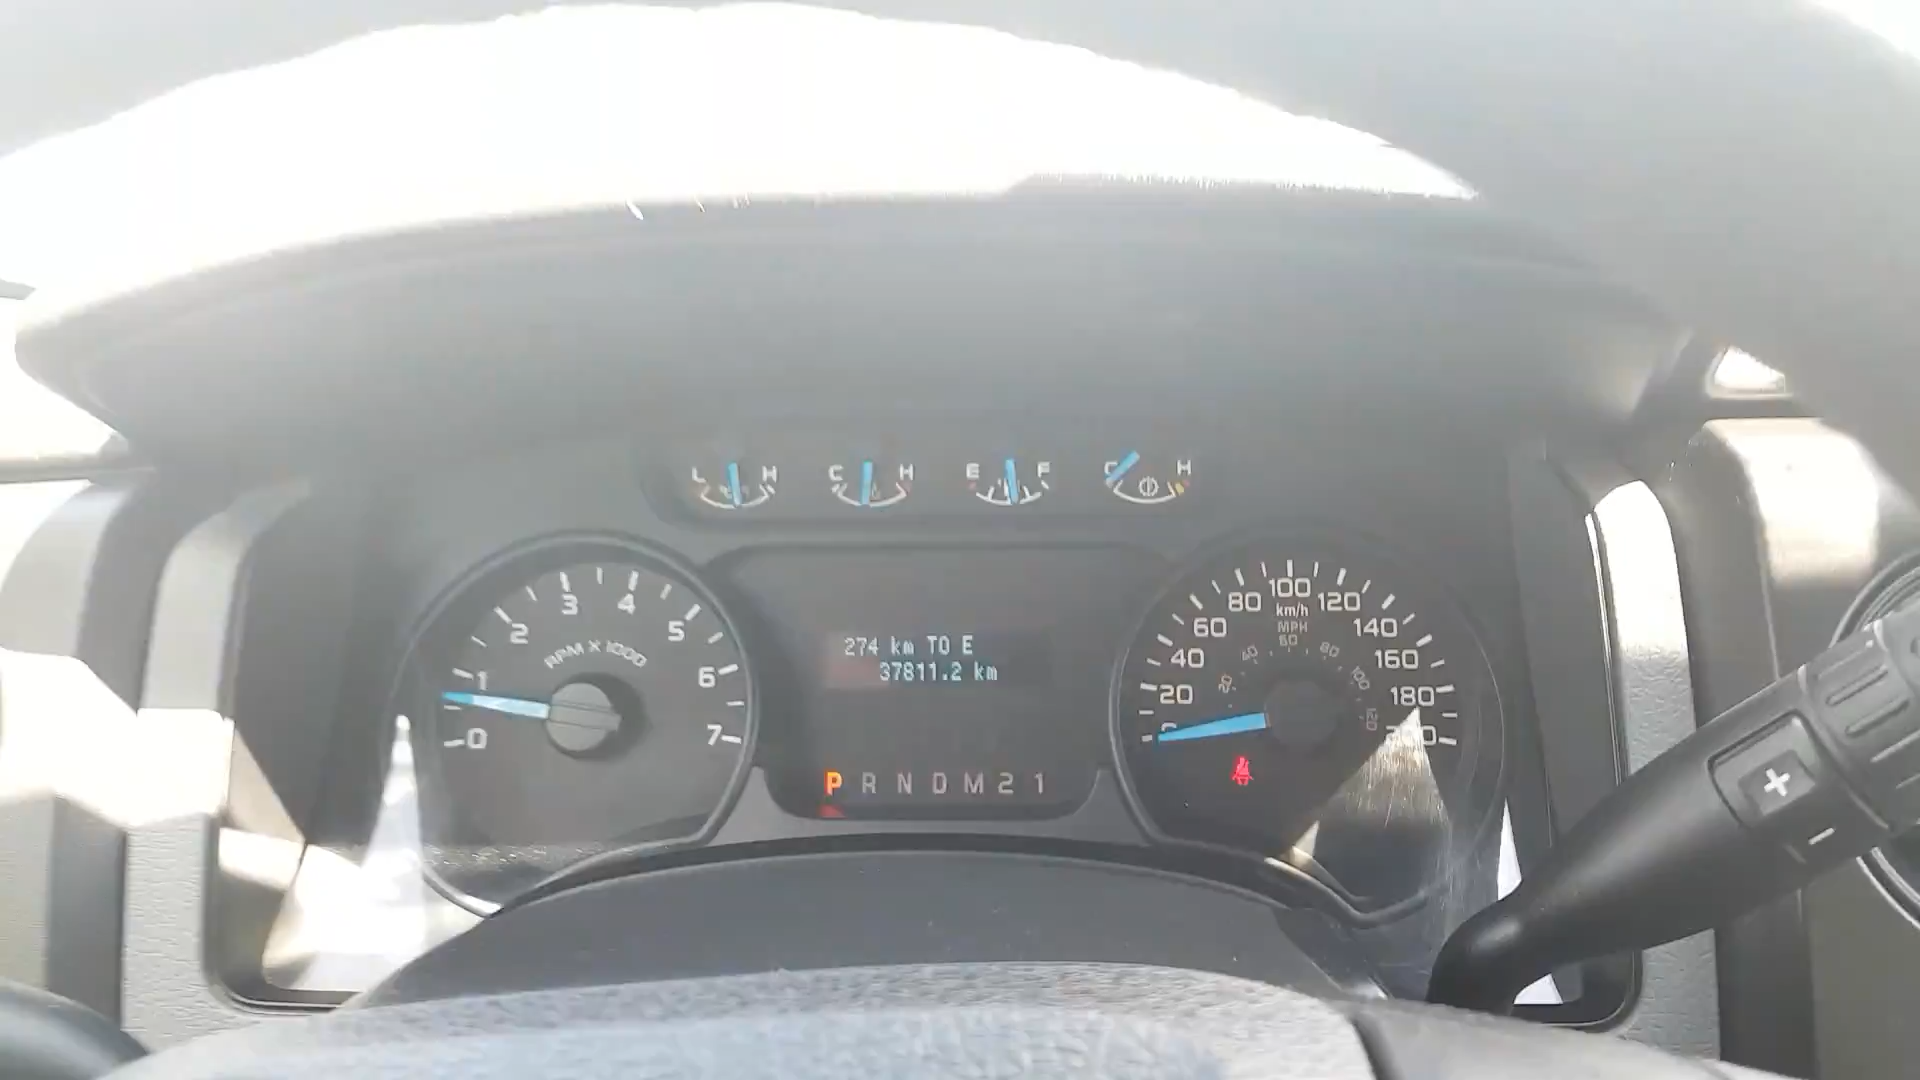 L H C H E F C H
0 1 2 3 4 5 6 7
RPM X 1000
274 km TO E
37811.2 km
P R N D M 2 1
20 40 60 80 100 120 140 160 180
km/h
MPH
20 40 60 80 100 120
+
-